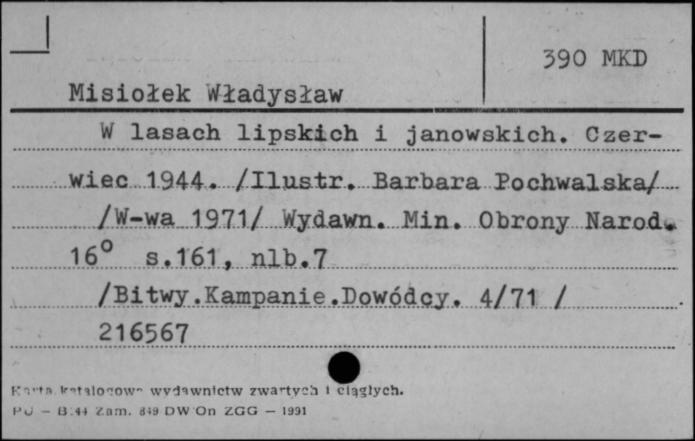 390 MKD
Misiołek Władysław
W lasach lipskich i janowskich. Czer-
wiec 1944. /Ilustr. Barbara Pochwalska/
/W-wa 1971/ Wydawn. Min. Obrony Narod.
16° s.161, nlb.7
/Bitwy.Kampanie.Dowódcy. 4/71 /
216567
Karta katalogowa wydawnictw zwartych i ciągłych.
PU – B.44 Zam. 849 DW On ZGG – 1991